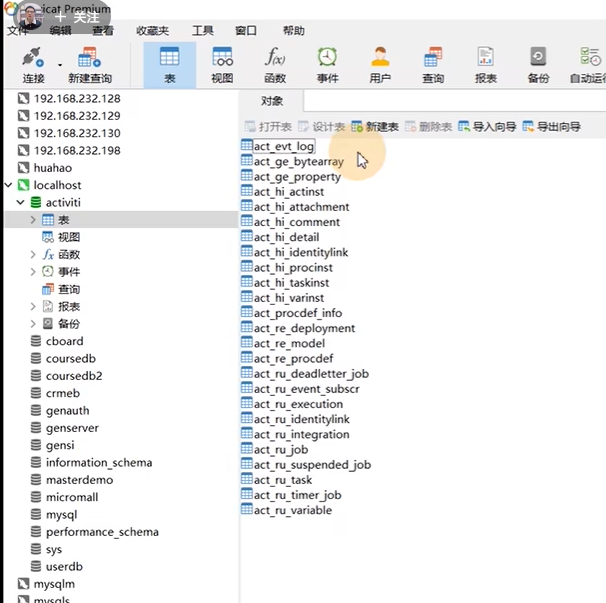 icat Premium
+ 关注
文件 编辑 查看 收藏夹 工具 窗口 帮助
连接 新建查询 表 视图 函数 事件 用户 查询 报表 备份 自动运行
对象
打开表 设计表 新建表 删除表 导入向导 导出向导
192.168.232.128
192.168.232.129
192.168.232.130
192.168.232.198
huahao
localhost
activiti
表
视图
函数
事件
查询
报表
备份
cboard
coursedb
coursedb2
crmeb
genauth
genserver
gensi
information_schema
masterdemo
micromall
mysql
performance_schema
sys
userdb
mysqlm
mysqls
act_evt_log
act_ge_bytearray
act_ge_property
act_hi_actinst
act_hi_attachment
act_hi_comment
act_hi_detail
act_hi_identitylink
act_hi_procinst
act_hi_taskinst
act_hi_varinst
act_procdef_info
act_re_deployment
act_re_model
act_re_procdef
act_ru_deadletter_job
act_ru_event_subscr
act_ru_execution
act_ru_identitylink
act_ru_integration
act_ru_job
act_ru_suspended_job
act_ru_task
act_ru_timer_job
act_ru_variable